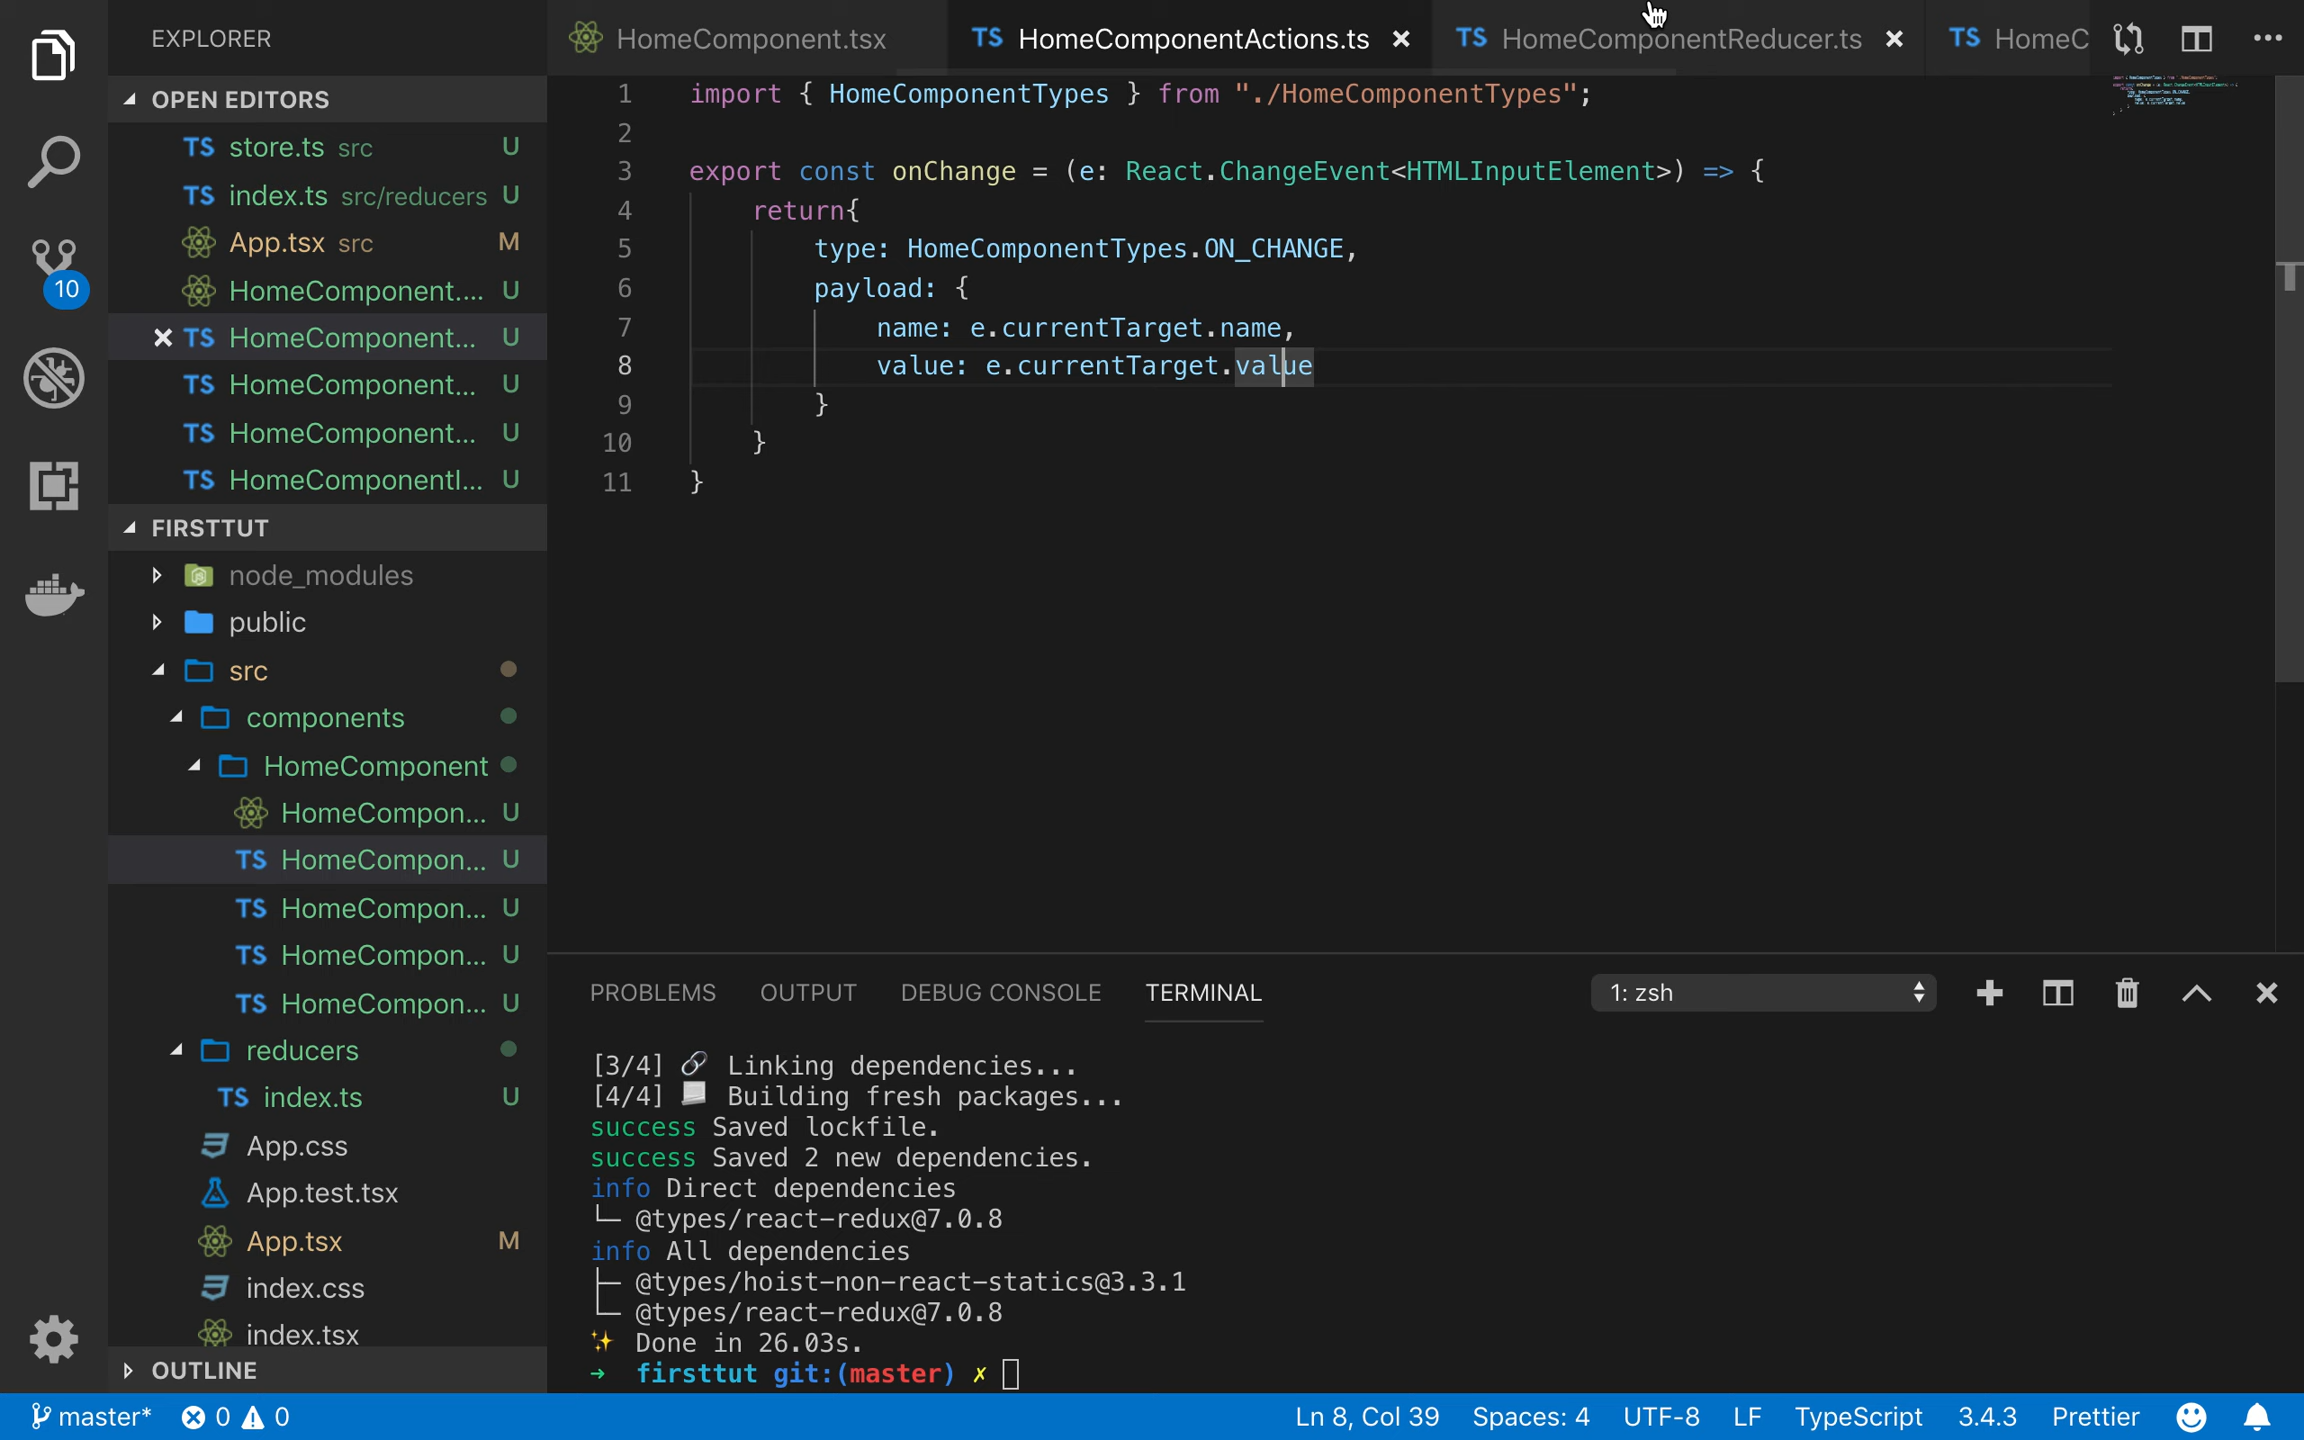 EXPLORER
OPEN EDITORS
TS store.ts src U
TS index.ts src/reducers U
App.tsx src M
HomeComponent.... U
TS HomeComponent... U
TS HomeComponent... U
TS HomeComponent... U
TS HomeComponentI... U
FIRSTTUT
node_modules
public
src
components
HomeComponent
HomeCompon... U
TS HomeCompon... U
TS HomeCompon... U
TS HomeCompon... U
TS HomeCompon... U
reducers
TS index.ts U
App.css
App.test.tsx
App.tsx M
index.css
index.tsx
OUTLINE
10
HomeComponent.tsx
TS HomeComponentActions.ts
TS HomeComponentReducer.ts
TS HomeC
1 import { HomeComponentTypes } from "./HomeComponentTypes";
2
3 export const onChange = (e: React.ChangeEvent<HTMLInputElement>) => {
4 return{
5 type: HomeComponentTypes.ON_CHANGE,
6 payload: {
7 name: e.currentTarget.name,
8 value: e.currentTarget.value
9 }
10 }
11 }
PROBLEMS OUTPUT DEBUG CONSOLE TERMINAL
1: zsh
[3/4] 🔗 Linking dependencies...
[4/4] 📃 Building fresh packages...
success Saved lockfile.
success Saved 2 new dependencies.
info Direct dependencies
└─ @types/react-redux@7.0.8
info All dependencies
├─ @types/hoist-non-react-statics@3.3.1
└─ @types/react-redux@7.0.8
✨ Done in 26.03s.
➜ firsttut git:(master) ✗
master* 0 0
Ln 8, Col 39 Spaces: 4 UTF-8 LF TypeScript 3.4.3 Prettier